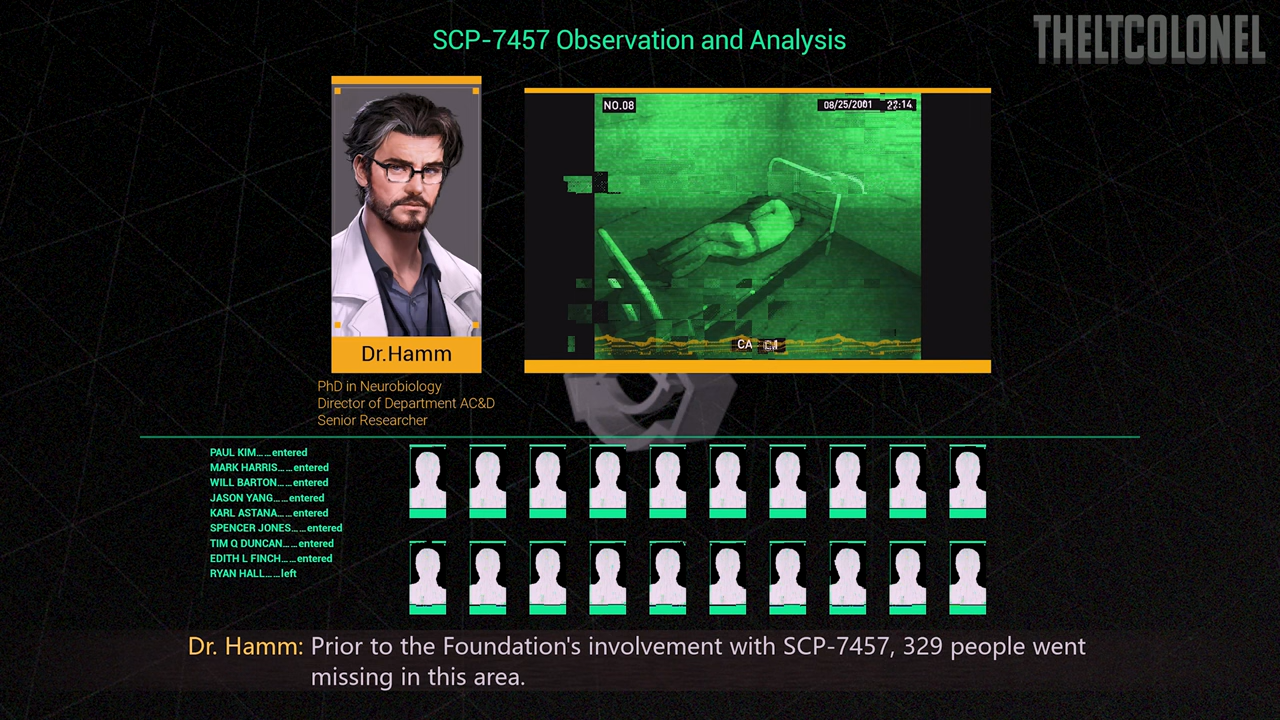 SCP-7457 Observation and Analysis
THELTCOLONEL
NO.08
08/25/2001 22:14
CA
Dr.Hamm
PhD in Neurobiology
Director of Department AC&D
Senior Researcher
PAUL KIM......entered
MARK HARRIS......entered
WILL BARTON......entered
JASON YANG......entered
KARL ASTANA......entered
SPENCER JONES......entered
TIM Q DUNCAN......entered
EDITH L FINCH......entered
RYAN HALL......left
Dr. Hamm: Prior to the Foundation's involvement with SCP-7457, 329 people went
missing in this area.